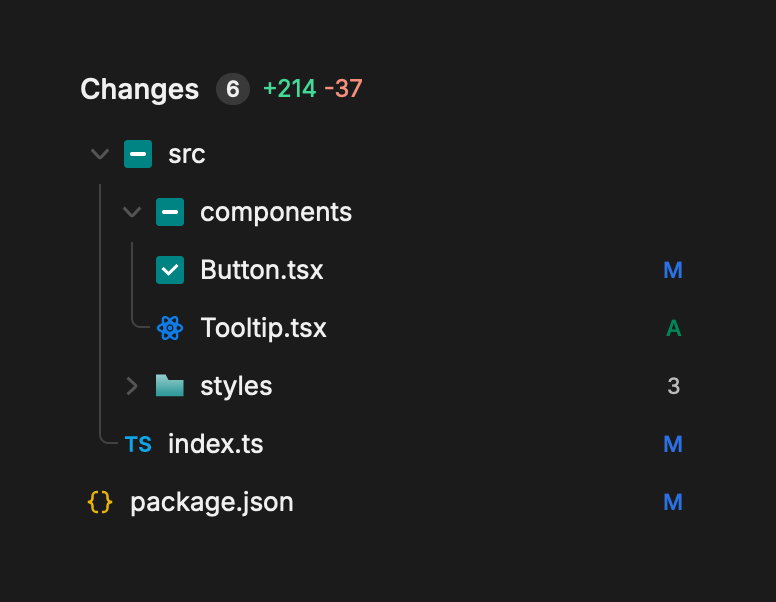 Changes 6 +214 -37
src
components
Button.tsx M
Tooltip.tsx A
styles 3
TS index.ts M
{} package.json M